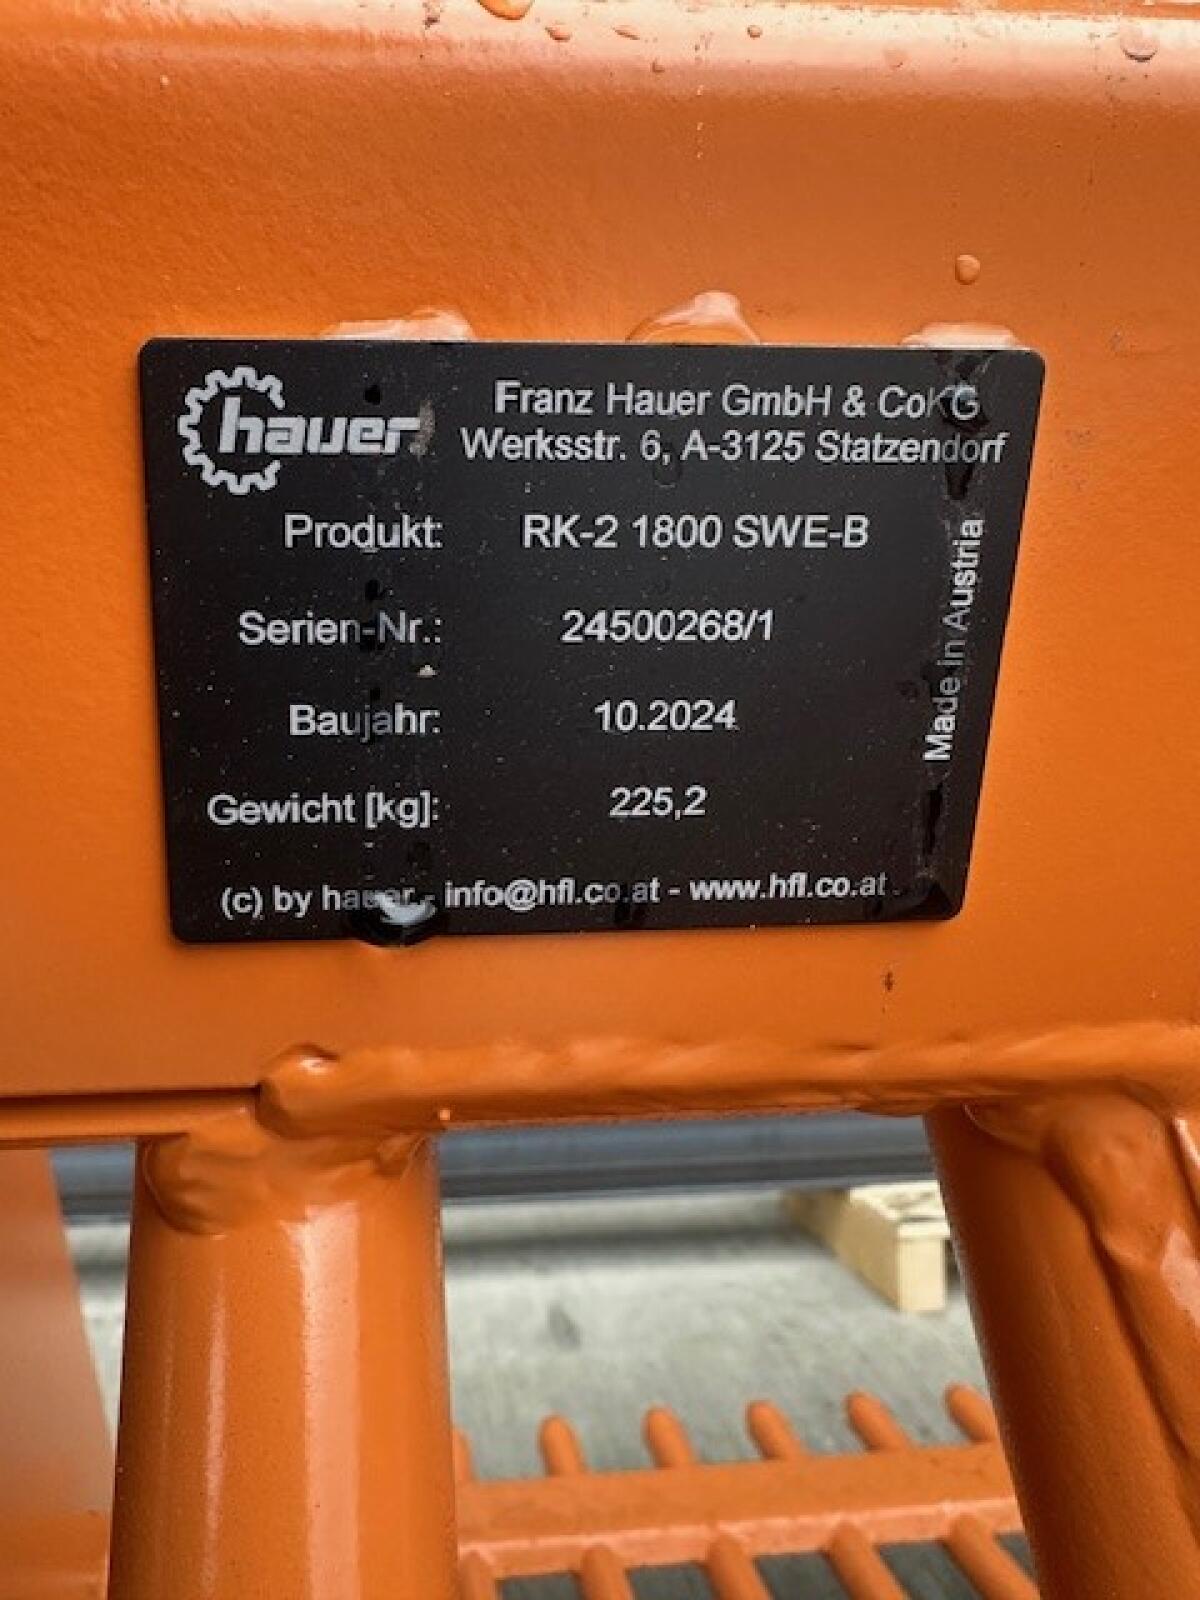 hauer
Franz Hauer GmbH & CoKG
Werksstr. 6, A-3125 Statzendorf
Produkt: RK-2 1800 SWE-B
Serien-Nr.: 24500268/1
Baujahr: 10.2024
Gewicht [kg]: 225,2
Made in Austria
(c) by hauer - info@hfl.co.at - www.hfl.co.at